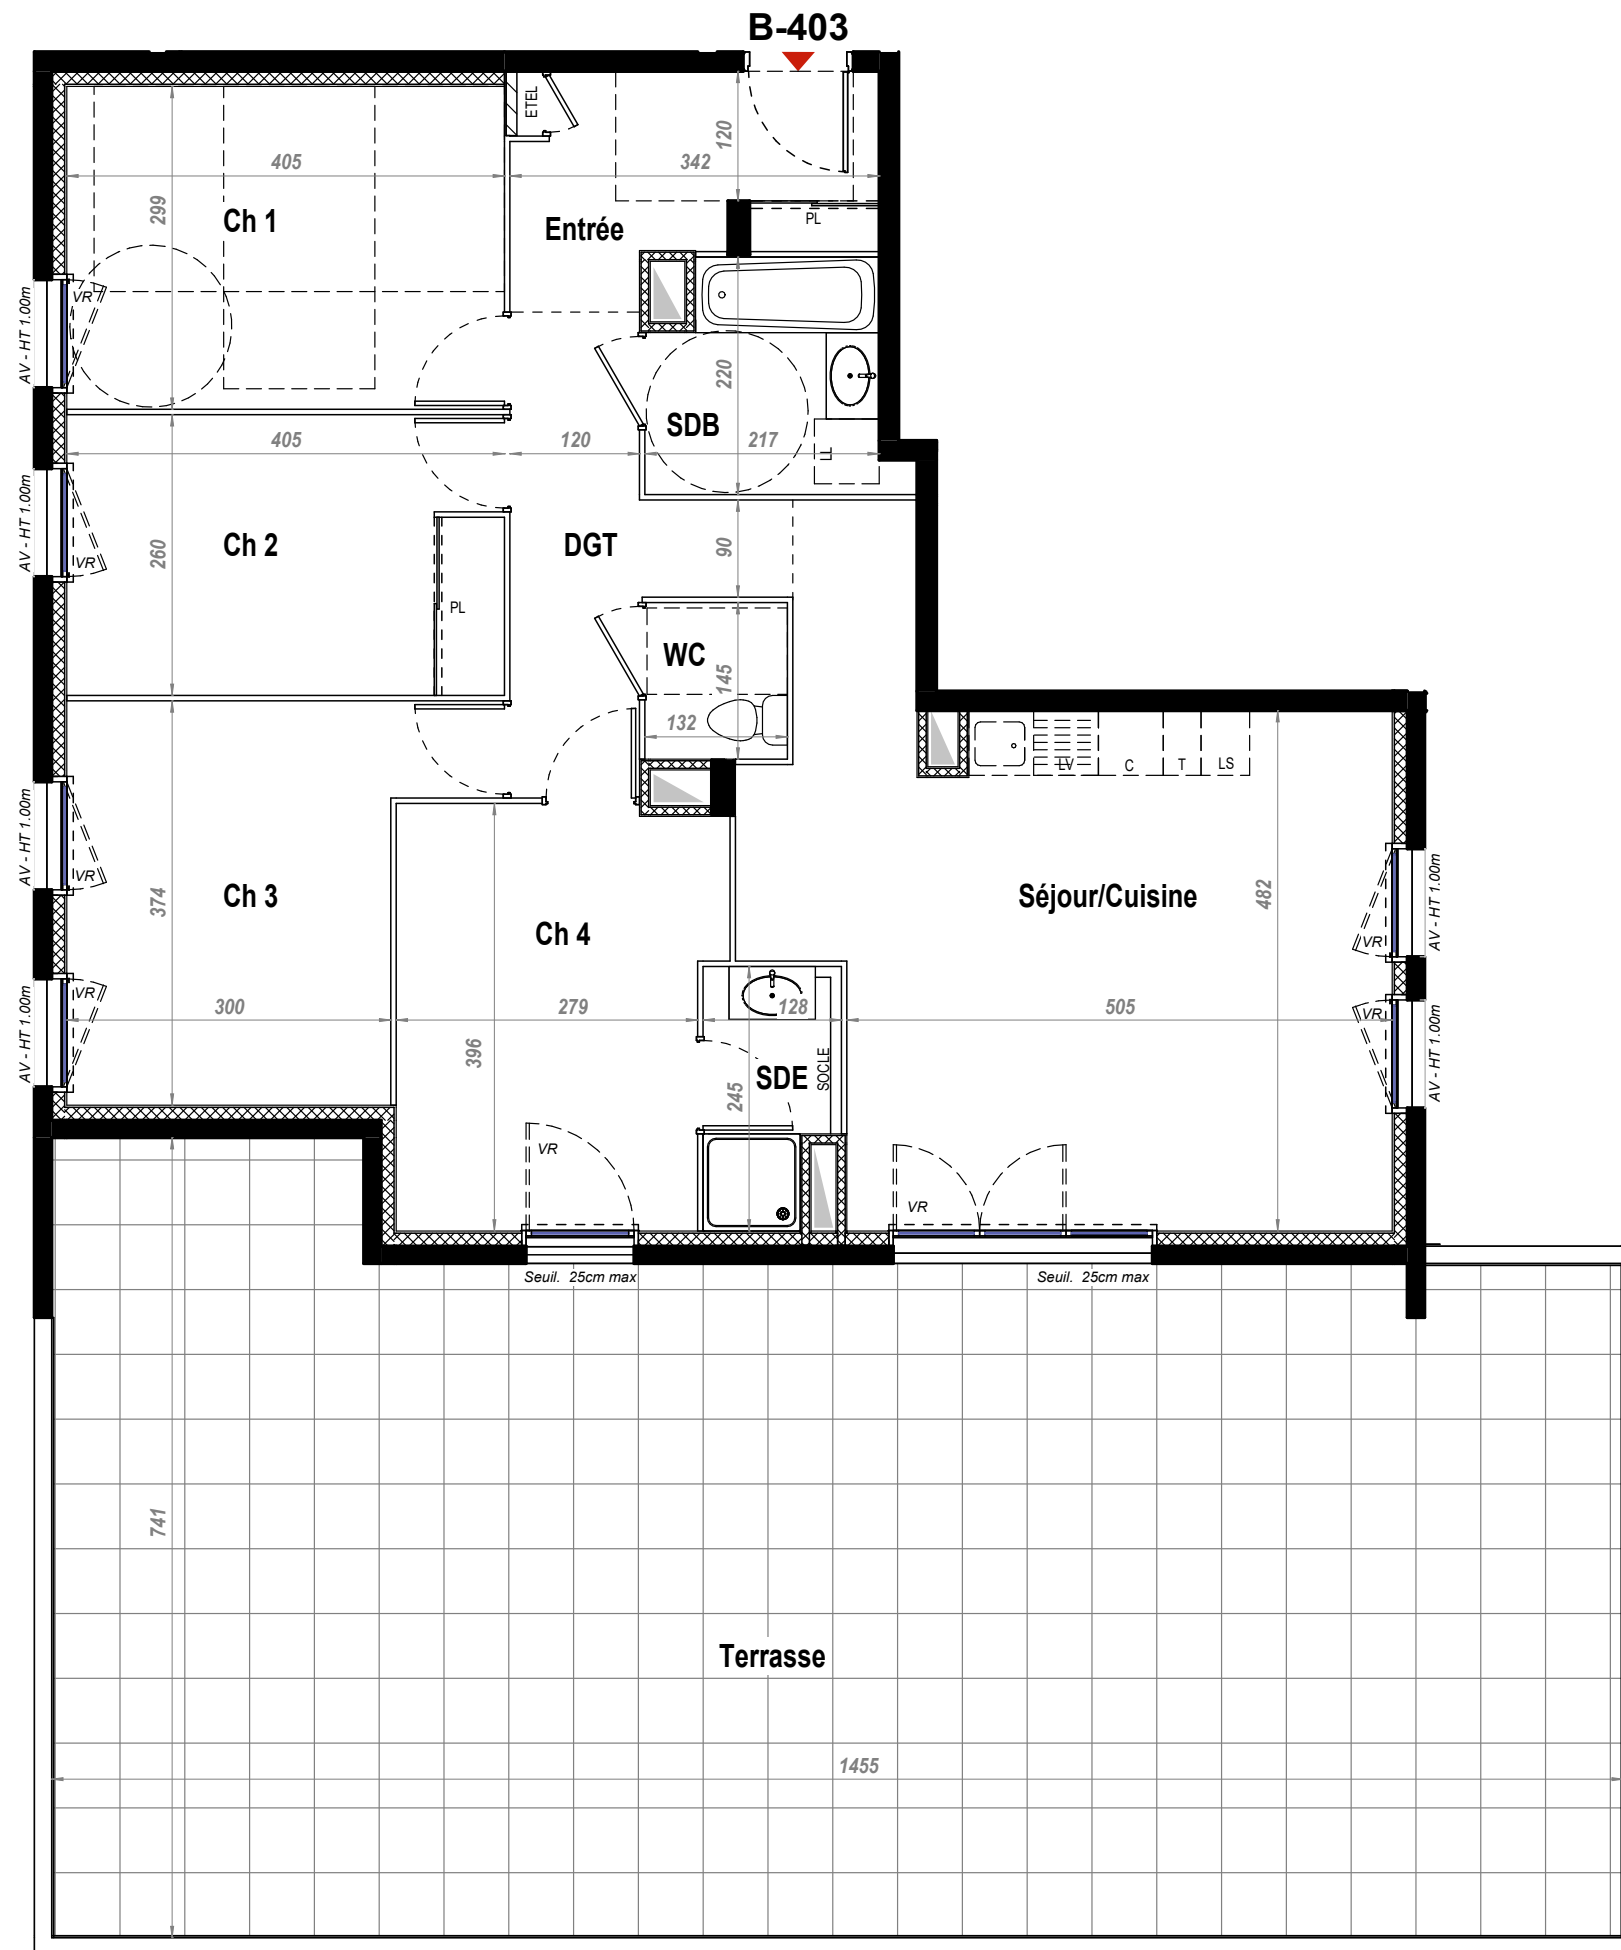 B-403
ETEL
120
405
342
299
Ch 1
Entrée
PL
VR
AV - HT 1.00m
220
SDB
405
120
217
LL
AV - HT 1.00m
VR
260
Ch 2
DGT
90
PL
WC
145
132
LV
C
T
LS
AV - HT 1.00m
VR
374
Ch 3
Ch 4
Séjour/Cuisine
482
VR
AV - HT 1.00m
AV - HT 1.00m
VR
300
279
128
505
VR
AV - HT 1.00m
396
245
SDE
SOCLE
VR
VR
Seuil. 25cm max
Seuil. 25cm max
741
Terrasse
1455